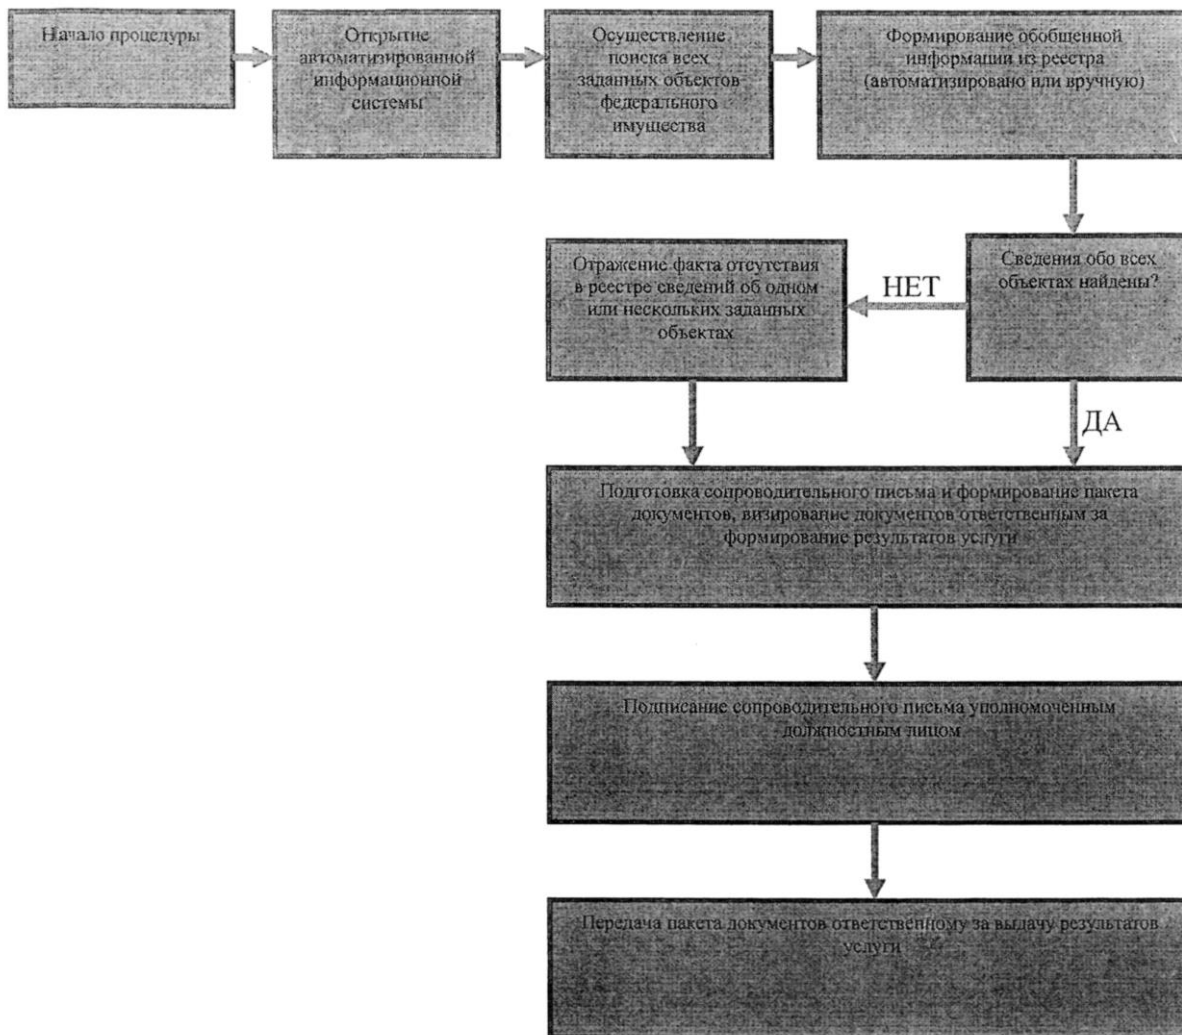 Начало процедуры
Открытие
автоматизированной
информационной
системы
Осуществление
поиска всех
заданных объектов
федерального
имущества
Формирование обобщенной
информации из реестра
(автоматизировано или вручную)
Сведения обо всех
объектах найдены?
НЕТ
Отражение факта отсутствия
в реестре сведений об одном
или нескольких заданных
объектах
ДА
Подготовка сопроводительного письма и формирование пакета
документов, визирование документов ответственным за
формирование результатов услуги
Подписание сопроводительного письма уполномоченным
должностным лицом
Передача пакета документов ответственному за выдачу результатов
услуги